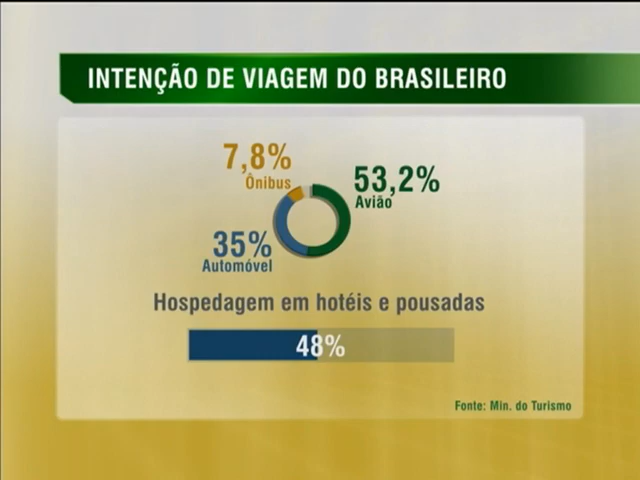 INTENÇÃO DE VIAGEM DO BRASILEIRO
7,8%
Ônibus
53,2%
Avião
35%
Automóvel
Hospedagem em hotéis e pousadas
48%
Fonte: Min. do Turismo